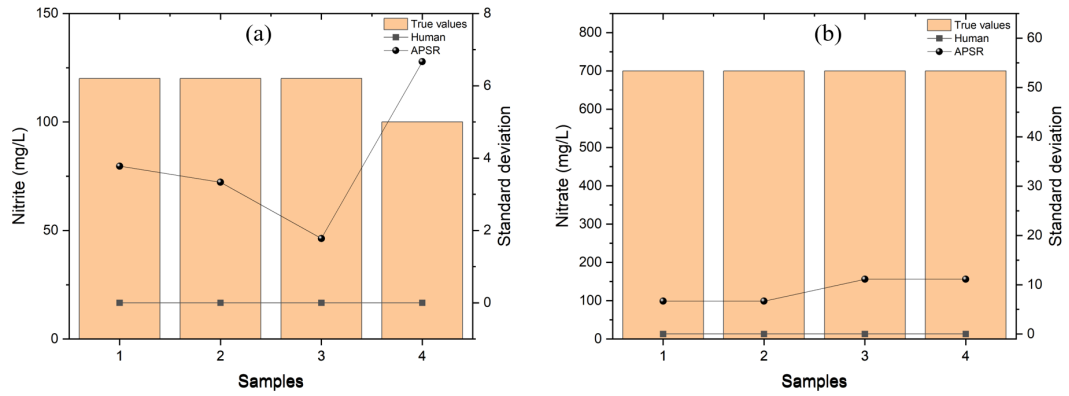 (a)
True values
Human
APSR
Nitrite (mg/L)
150
100
50
0
8
6
4
2
0
Standard deviation
1 2 3 4
Samples
(b)
True values
Human
APSR
Nitrate (mg/L)
800
700
600
500
400
300
200
100
0
60
50
40
30
20
10
0
Standard deviation
1 2 3 4
Samples